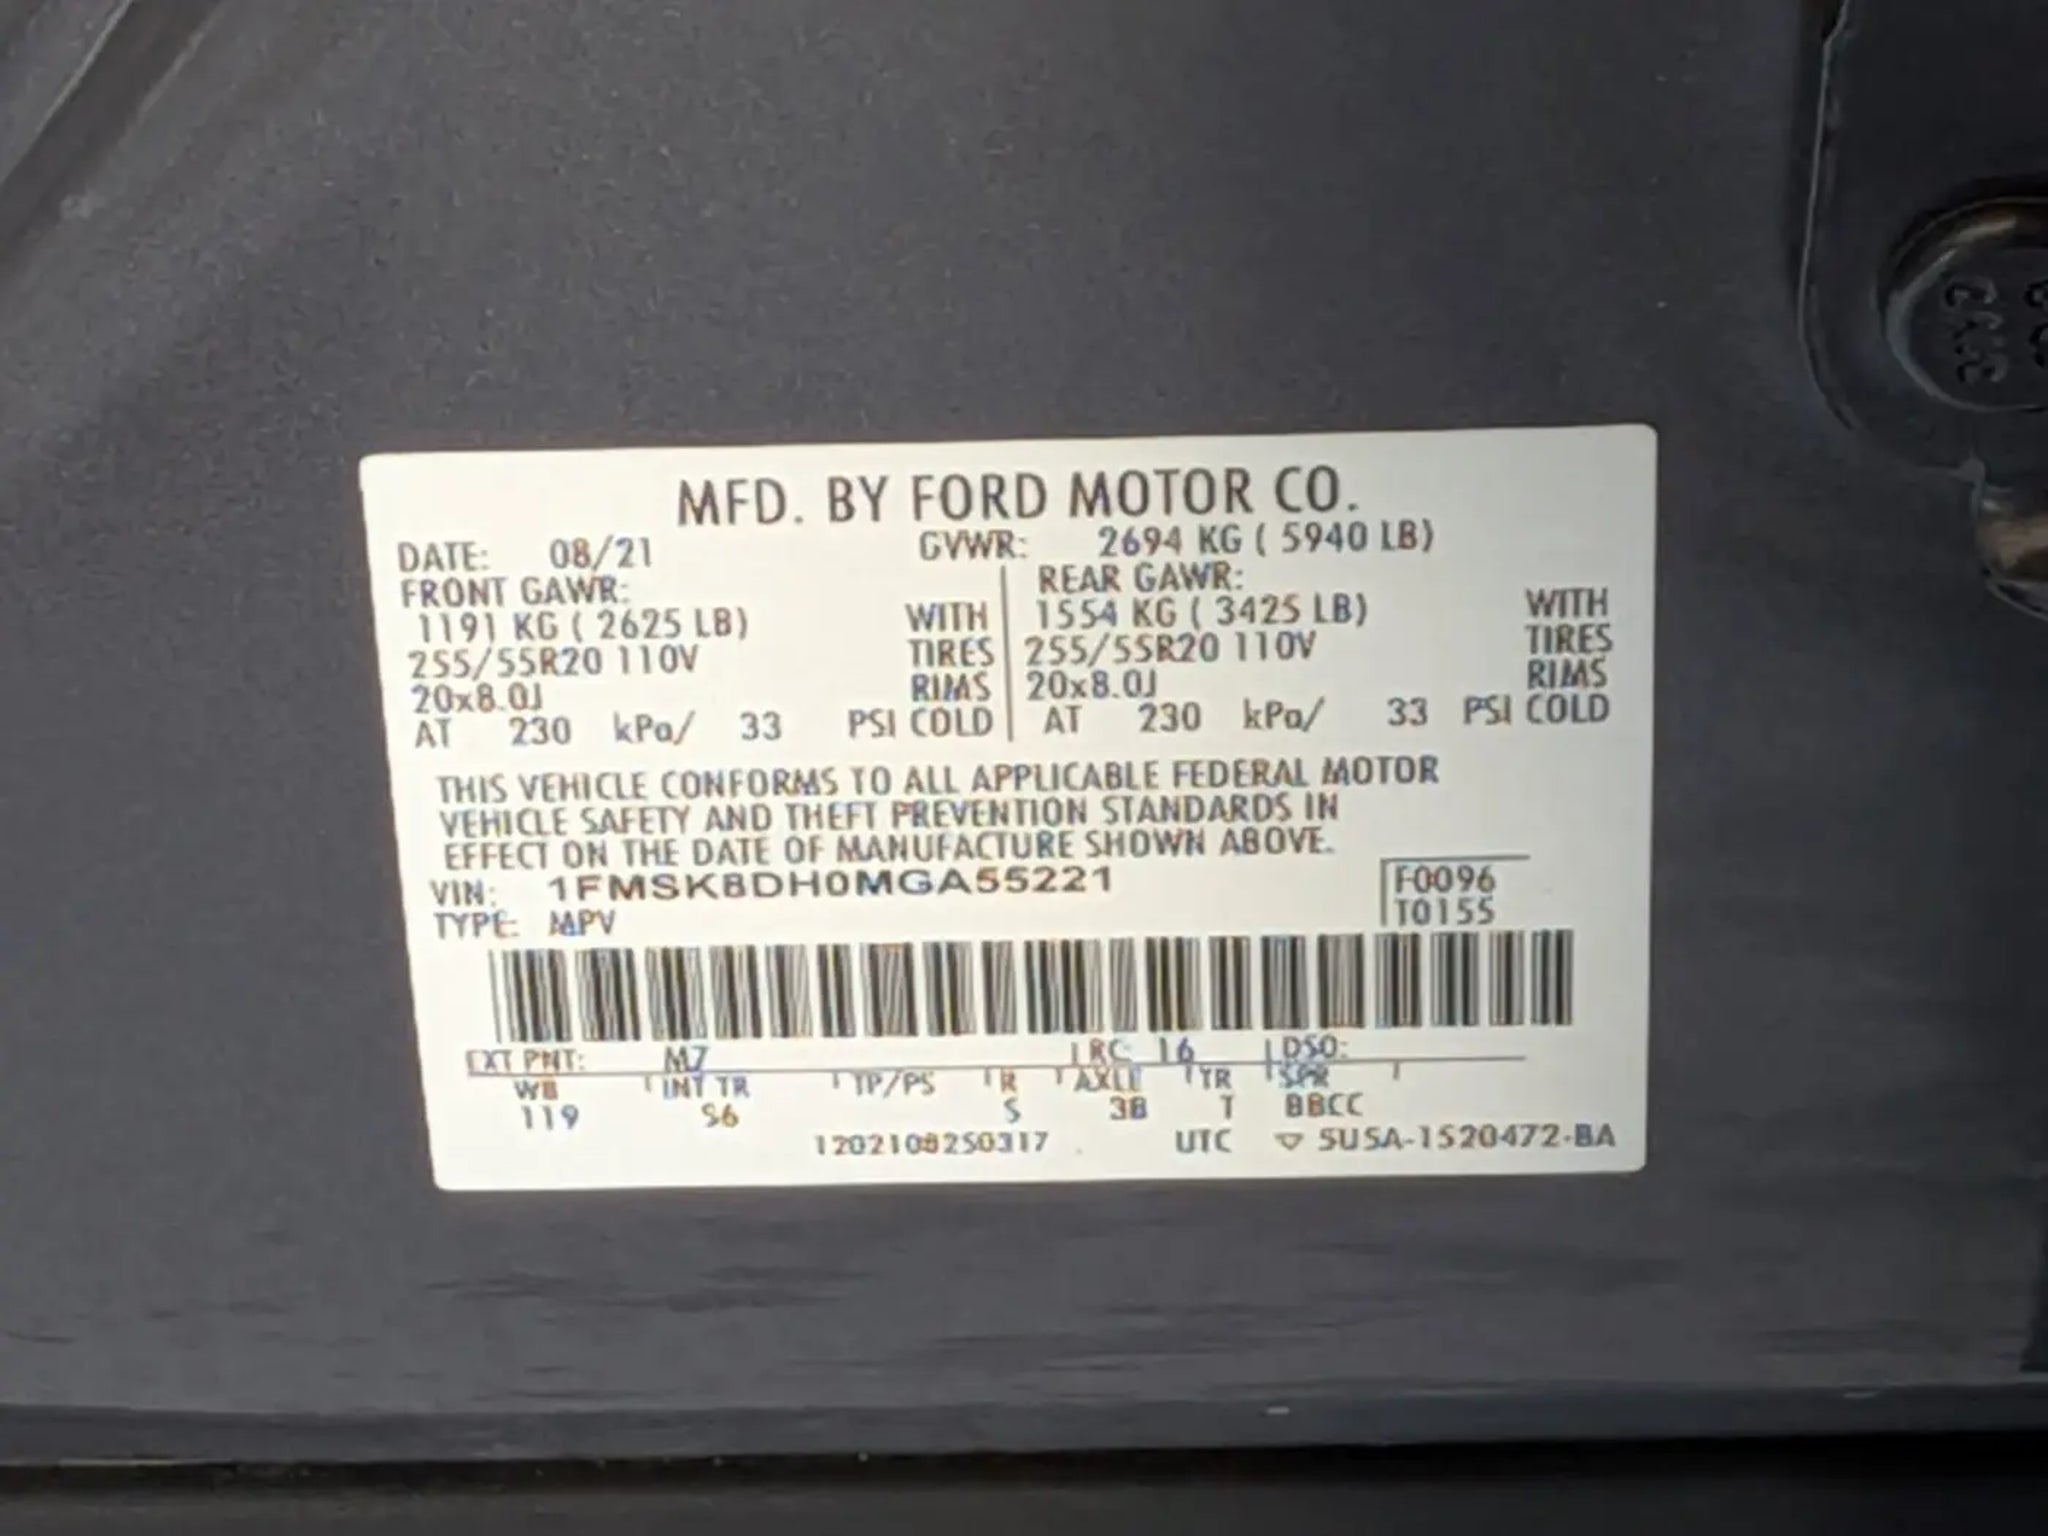 MFD. BY FORD MOTOR CO.
DATE: 08/21 GVWR: 2694 KG ( 5940 LB)
FRONT GAWR: REAR GAWR:
1191 KG ( 2625 LB) WITH 1554 KG ( 3425 LB) WITH
255/55R20 110V TIRES 255/55R20 110V TIRES
20x8.0J RIMS 20x8.0J RIMS
AT 230 kPa/ 33 PSI COLD AT 230 kPa/ 33 PSI COLD
THIS VEHICLE CONFORMS TO ALL APPLICABLE FEDERAL MOTOR
VEHICLE SAFETY AND THEFT PREVENTION STANDARDS IN
EFFECT ON THE DATE OF MANUFACTURE SHOWN ABOVE.
VIN: 1FMSK8DH0MGA55221 F0096
TYPE: MPV T0155
EXT PNT: M7 RC: 16 DSO:
WB INT TR TP/PS R AXLE TR SPR
119 S6 S 3B T BBCC
1202108250317 UTC ▽ 5U5A-1520472-BA